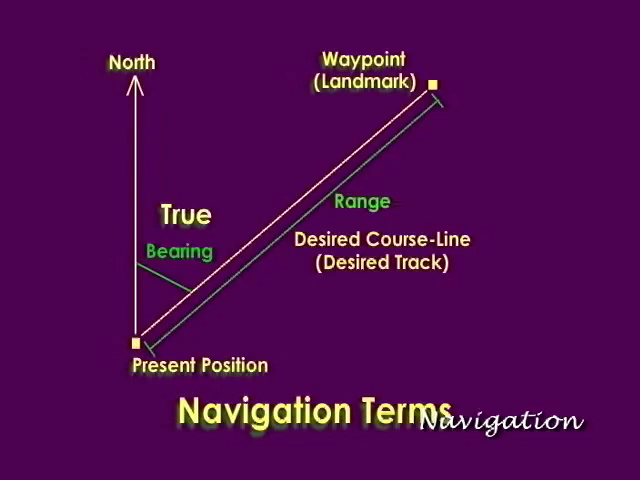 North
Waypoint
(Landmark)
True
Bearing
Range
Desired Course-Line
(Desired Track)
Present Position
Navigation Terms
Navigation